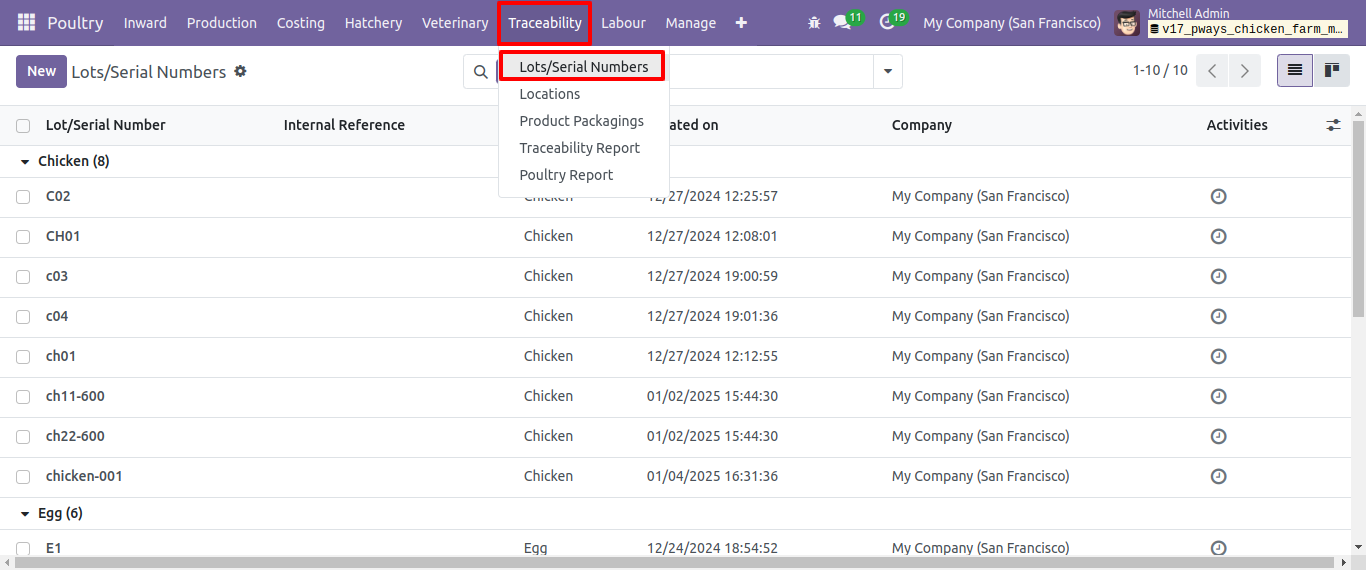 Poultry Inward Production Costing Hatchery Veterinary Traceability Labour Manage 11 19 My Company (San Francisco) Mitchell Admin
v17_pways_chicken_farm_m...
New Lots/Serial Numbers 1-10 / 10
Lots/Serial Numbers
Locations
Product Packagings
Traceability Report
Poultry Report
Lot/Serial Number Internal Reference ated on Company Activities
Chicken (8)
C02 Chicken 12/27/2024 12:25:57 My Company (San Francisco)
CH01 Chicken 12/27/2024 12:08:01 My Company (San Francisco)
c03 Chicken 12/27/2024 19:00:59 My Company (San Francisco)
c04 Chicken 12/27/2024 19:01:36 My Company (San Francisco)
ch01 Chicken 12/27/2024 12:12:55 My Company (San Francisco)
ch11-600 Chicken 01/02/2025 15:44:30 My Company (San Francisco)
ch22-600 Chicken 01/02/2025 15:44:30 My Company (San Francisco)
chicken-001 Chicken 01/04/2025 16:31:36 My Company (San Francisco)
Egg (6)
E1 Egg 12/24/2024 18:54:52 My Company (San Francisco)